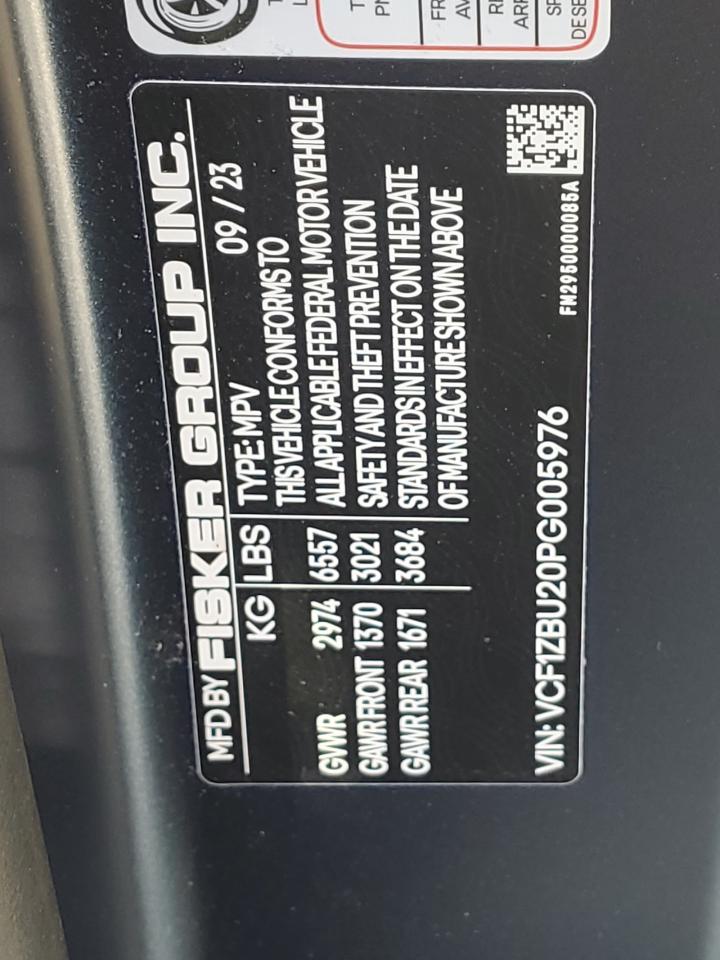 MFD BY FISKER GROUP INC.
KG LBS TYPE: MPV 09 / 23
THIS VEHICLE CONFORMS TO
GVWR 2974 6557 ALL APPLICABLE FEDERAL MOTOR VEHICLE
GAWR FRONT 1370 3021 SAFETY AND THEFT PREVENTION
GAWR REAR 1671 3684 STANDARDS IN EFFECT ON THE DATE
OF MANUFACTURE SHOWN ABOVE
VIN: VCF1ZBU20PG005976
FM2950000085A